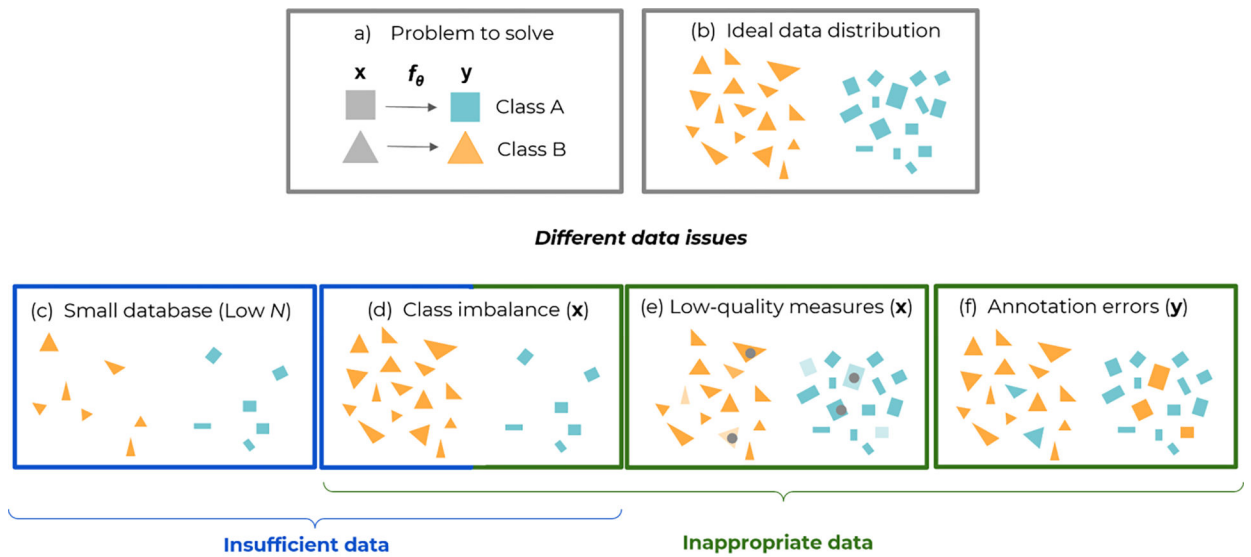 a) Problem to solve
x fθ y
Class A
Class B
(b) Ideal data distribution
Different data issues
(c) Small database (Low N)
(d) Class imbalance (x)
(e) Low-quality measures (x)
(f) Annotation errors (y)
Insufficient data
Inappropriate data